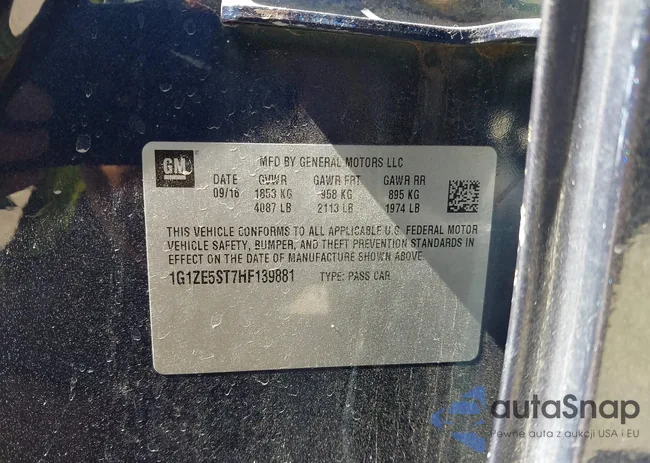 GM
MFD BY GENERAL MOTORS LLC
DATE GVWR GAWR FRT GAWR RR
09/16 1853 KG 958 KG 895 KG
4087 LB 2113 LB 1974 LB
THIS VEHICLE CONFORMS TO ALL APPLICABLE U.S. FEDERAL MOTOR
VEHICLE SAFETY, BUMPER, AND THEFT PREVENTION STANDARDS IN
EFFECT ON THE DATE OF MANUFACTURE SHOWN ABOVE.
1G1ZE5ST7HF139881 TYPE: PASS CAR
autaSnap
Pewne auta z aukcji USA i EU